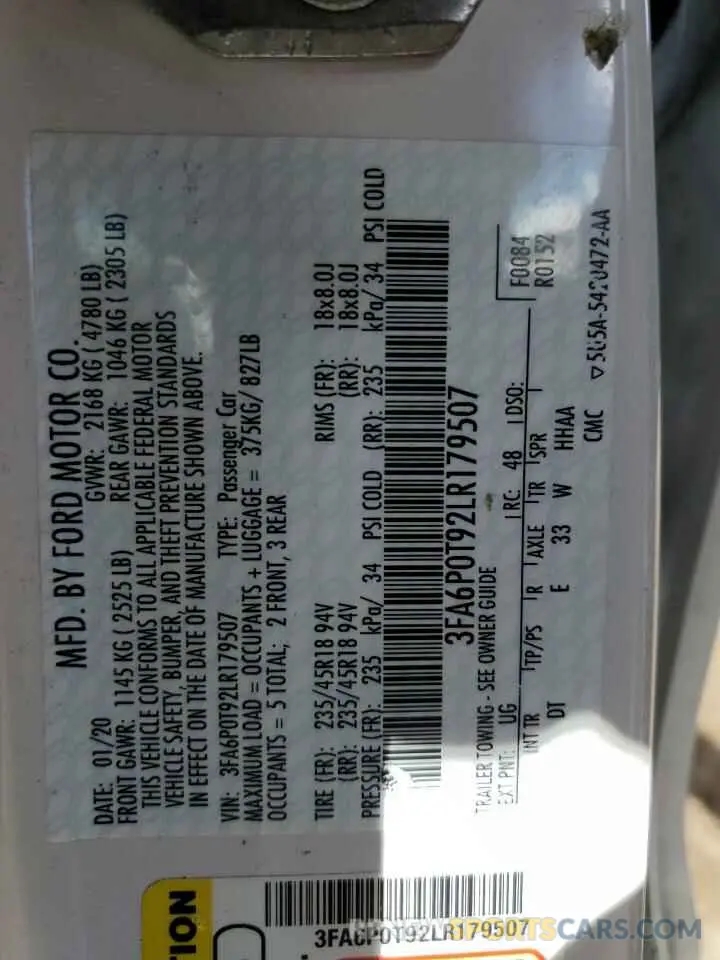 MFD. BY FORD MOTOR CO.
DATE: 01/20 GVWR: 2168 KG ( 4780 LB)
FRONT GAWR: 1145 KG ( 2525 LB) REAR GAWR: 1046 KG ( 2305 LB)
THIS VEHICLE CONFORMS TO ALL APPLICABLE FEDERAL MOTOR
VEHICLE SAFETY, BUMPER, AND THEFT PREVENTION STANDARDS
IN EFFECT ON THE DATE OF MANUFACTURE SHOWN ABOVE.
VIN: 3FA6P0T92LR179507 TYPE: Passenger Car
MAXIMUM LOAD = OCCUPANTS + LUGGAGE = 375KG/ 827LB
OCCUPANTS = 5 TOTAL; 2 FRONT, 3 REAR
TIRE (FR): 235/45R18 94V RIMS (FR): 18x8.0J
(RR): 235/45R18 94V (RR): 18x8.0J
PRESSURE (FR): 235 kPa/ 34 PSI COLD (RR): 235 kPa/ 34 PSI COLD
3FA6P0T92LR179507
TRAILER TOWING - SEE OWNER GUIDE
EXT PNT: UG RC: 48 DSO: F0084
R0152
INT TR TP/PS R AXLE TR SPR
DT E 33 W HHAA
CMC ▽5U5A-5420472-AA
3FA6P0T92LR179507
SPORTSCARS.COM